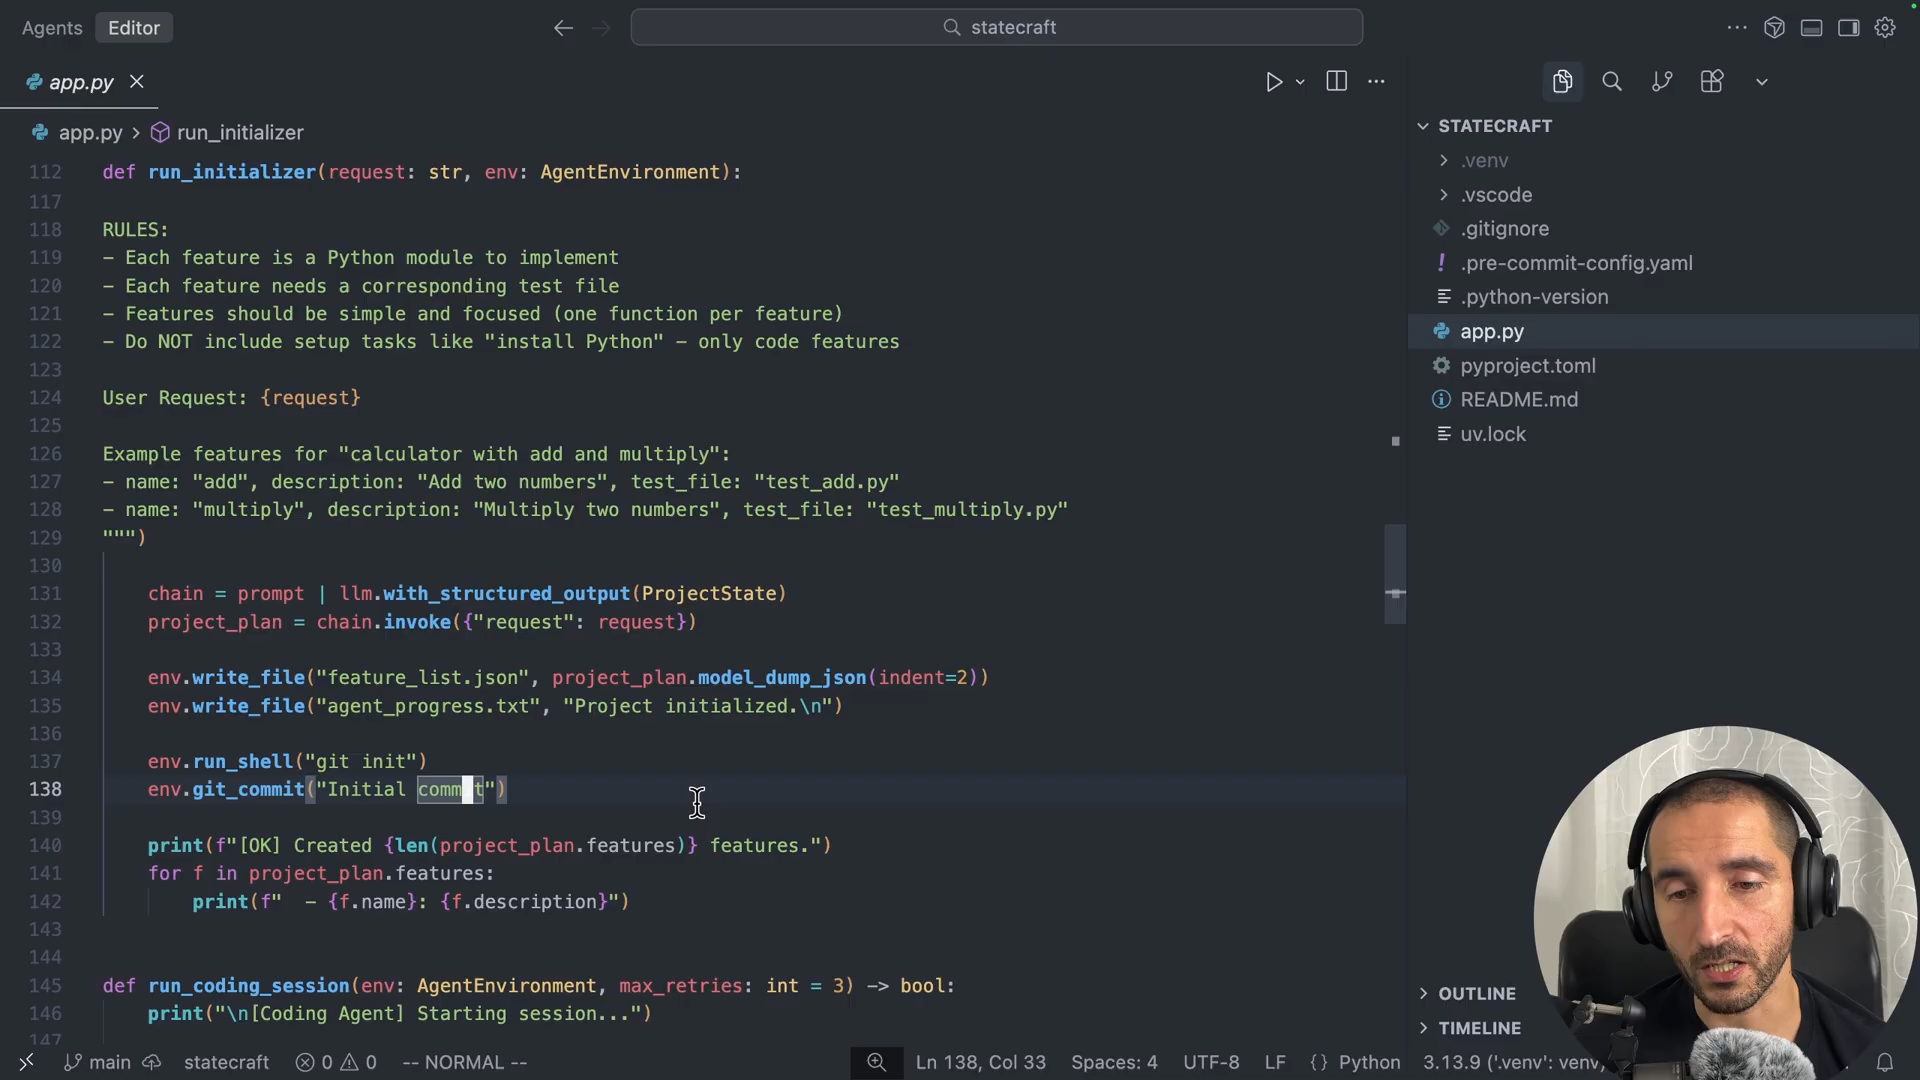 Agents Editor
statecraft
app.py
app.py > run_initializer
112 def run_initializer(request: str, env: AgentEnvironment):
117
118 RULES:
119 - Each feature is a Python module to implement
120 - Each feature needs a corresponding test file
121 - Features should be simple and focused (one function per feature)
122 - Do NOT include setup tasks like "install Python" - only code features
123
124 User Request: {request}
125
126 Example features for "calculator with add and multiply":
127 - name: "add", description: "Add two numbers", test_file: "test_add.py"
128 - name: "multiply", description: "Multiply two numbers", test_file: "test_multiply.py"
129 """)
130
131 chain = prompt | llm.with_structured_output(ProjectState)
132 project_plan = chain.invoke({"request": request})
133
134 env.write_file("feature_list.json", project_plan.model_dump_json(indent=2))
135 env.write_file("agent_progress.txt", "Project initialized.\n")
136
137 env.run_shell("git init")
138 env.git_commit("Initial commit")
139
140 print(f"[OK] Created {len(project_plan.features)} features.")
141 for f in project_plan.features:
142 print(f"  - {f.name}: {f.description}")
143
144
145 def run_coding_session(env: AgentEnvironment, max_retries: int = 3) -> bool:
146 print("\n[Coding Agent] Starting session...")
147
STATECRAFT
.venv
.vscode
.gitignore
.pre-commit-config.yaml
.python-version
app.py
pyproject.toml
README.md
uv.lock
OUTLINE
TIMELINE
main statecraft 0 0 -- NORMAL -- Ln 138, Col 33 Spaces: 4 UTF-8 LF {} Python 3.13.9 ('.venv': venv)